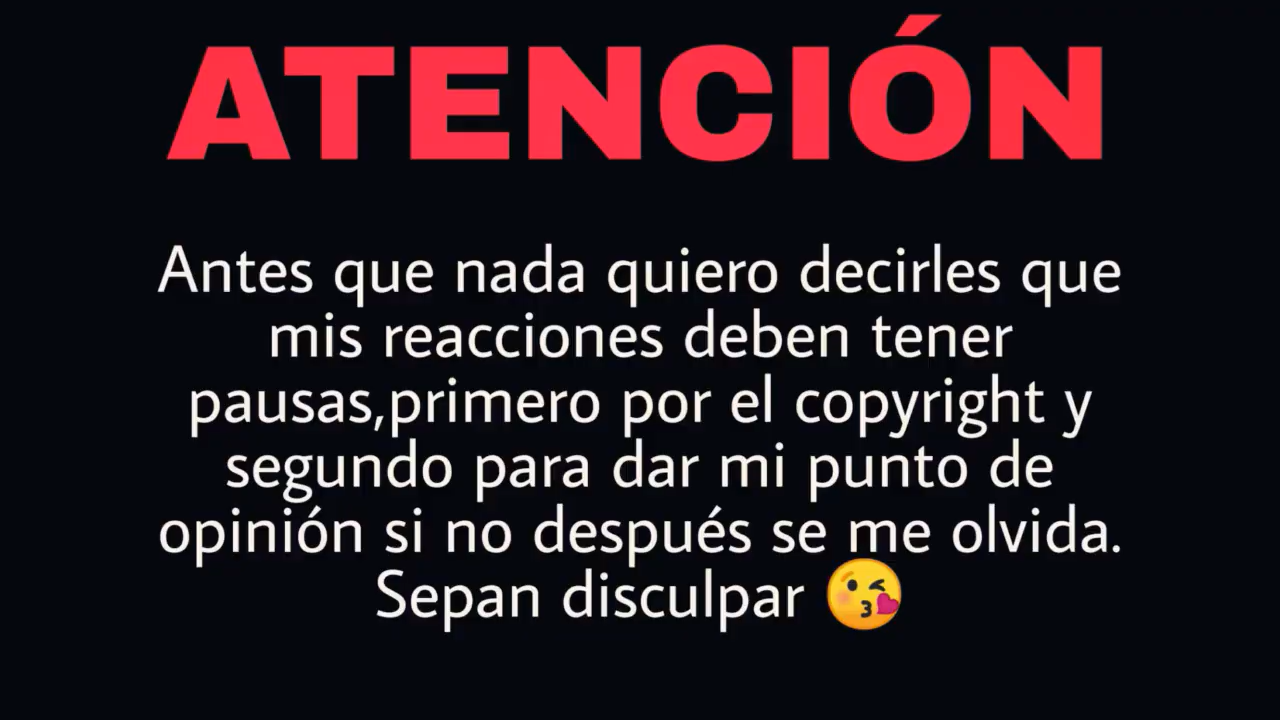 ATENCIÓN
Antes que nada quiero decirles que
mis reacciones deben tener
pausas,primero por el copyright y
segundo para dar mi punto de
opinión si no después se me olvida.
Sepan disculpar 😘